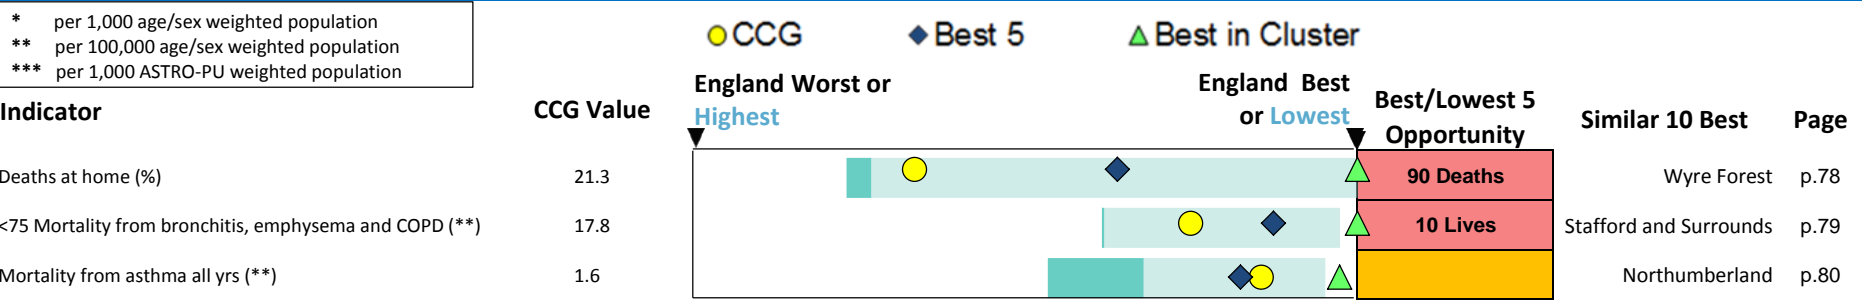 * per 1,000 age/sex weighted population
** per 100,000 age/sex weighted population
*** per 1,000 ASTRO-PU weighted population
CCG Best 5 Best in Cluster
Indicator CCG Value England Worst or Highest England Best or Lowest Best/Lowest 5 Opportunity Similar 10 Best Page
Deaths at home (%) 21.3 90 Deaths Wyre Forest p.78
<75 Mortality from bronchitis, emphysema and COPD (**) 17.8 10 Lives Stafford and Surrounds p.79
Mortality from asthma all yrs (**) 1.6 Northumberland p.80